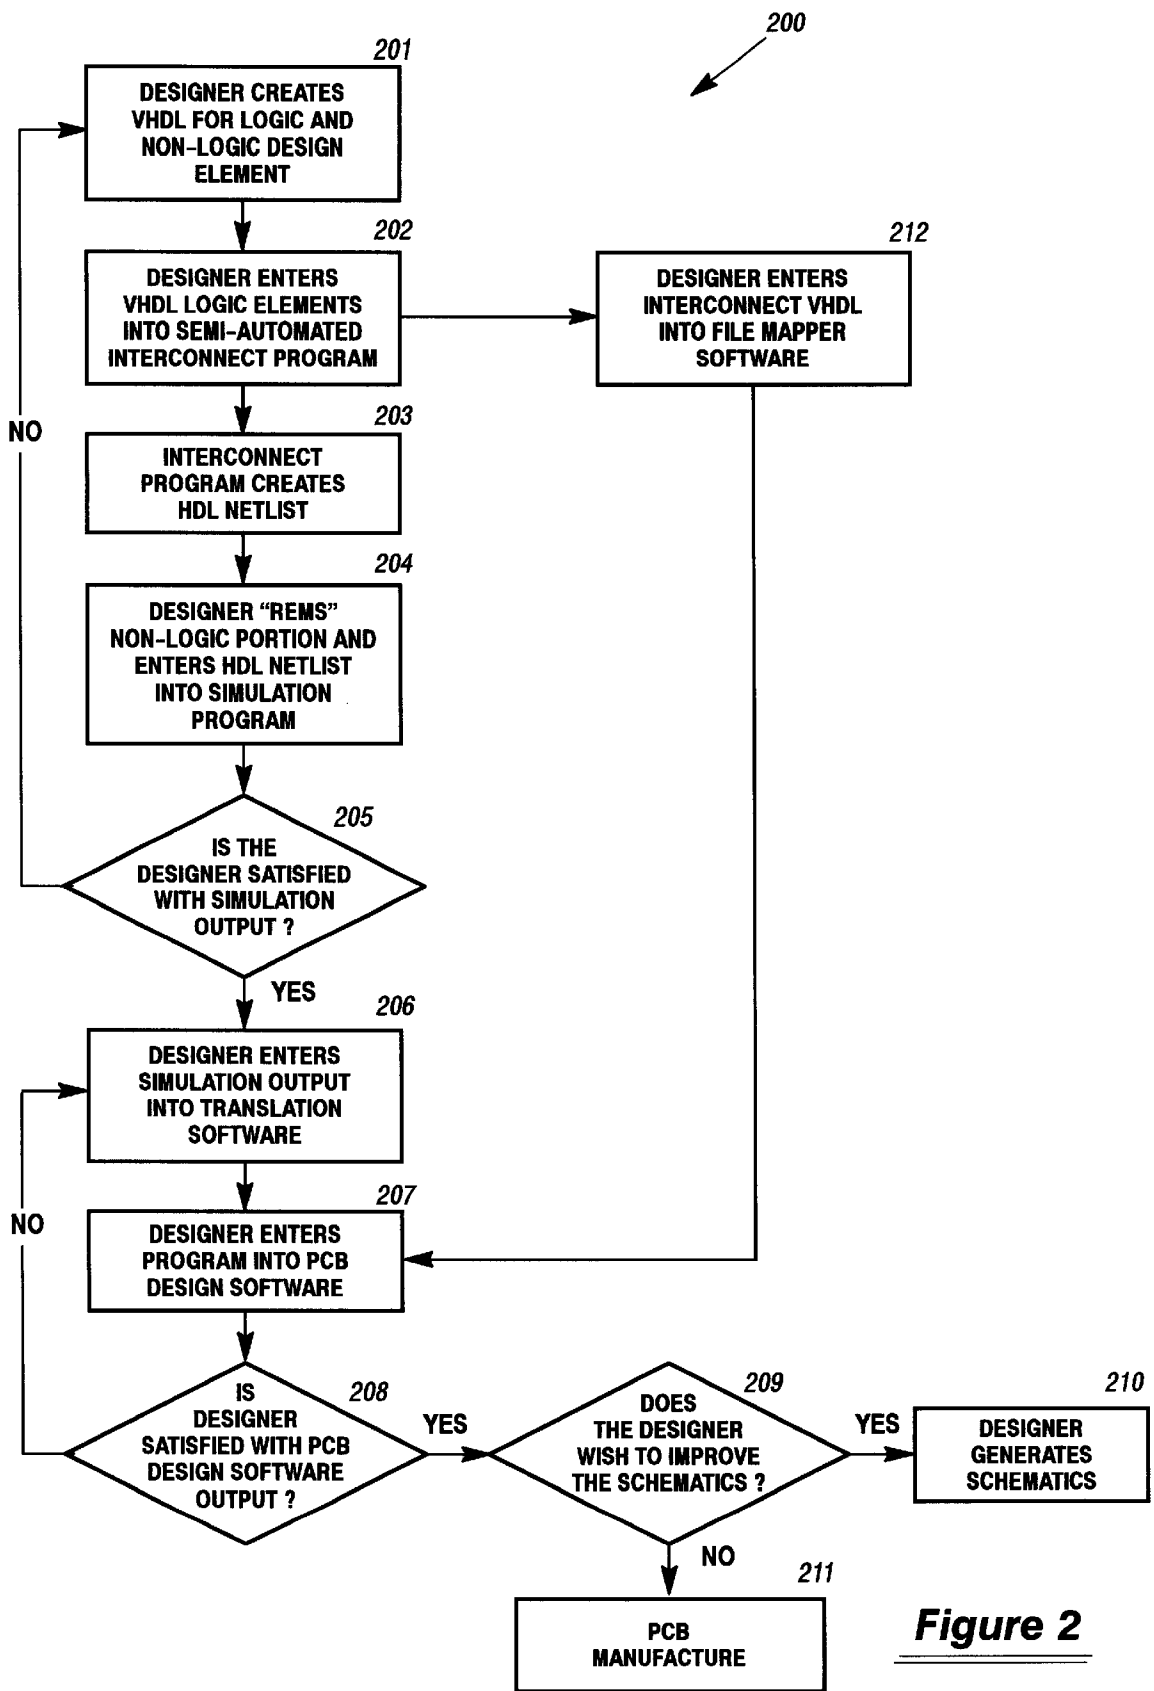 200
201
DESIGNER CREATES
VHDL FOR LOGIC AND
NON-LOGIC DESIGN
ELEMENT
202
DESIGNER ENTERS
VHDL LOGIC ELEMENTS
INTO SEMI-AUTOMATED
INTERCONNECT PROGRAM
212
DESIGNER ENTERS
INTERCONNECT VHDL
INTO FILE MAPPER
SOFTWARE
203
INTERCONNECT
PROGRAM CREATES
HDL NETLIST
NO
204
DESIGNER “REMS”
NON-LOGIC PORTION AND
ENTERS HDL NETLIST
INTO SIMULATION
PROGRAM
205
IS THE
DESIGNER SATISFIED
WITH SIMULATION
OUTPUT ?
YES
206
DESIGNER ENTERS
SIMULATION OUTPUT
INTO TRANSLATION
SOFTWARE
207
DESIGNER ENTERS
PROGRAM INTO PCB
DESIGN SOFTWARE
NO
208
IS
DESIGNER
SATISFIED WITH PCB
DESIGN SOFTWARE
OUTPUT ?
YES
209
DOES
THE DESIGNER
WISH TO IMPROVE
THE SCHEMATICS ?
YES
210
DESIGNER
GENERATES
SCHEMATICS
NO
211
PCB
MANUFACTURE
Figure 2